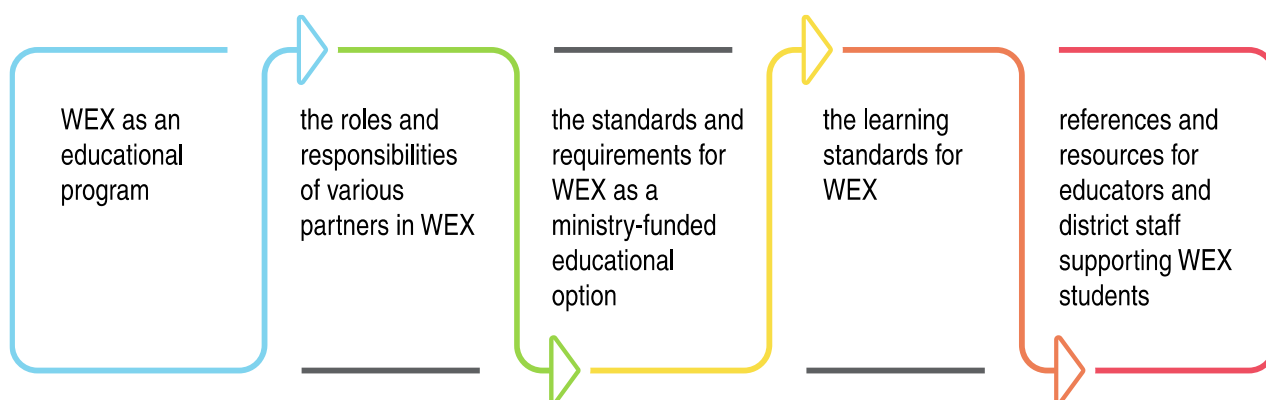 WEX as an
educational
program
the roles and
responsibilities
of various
partners in WEX
the standards and
requirements for
WEX as a
ministry-funded
educational
option
the learning
standards for
WEX
references and
resources for
educators and
district staff
supporting WEX
students